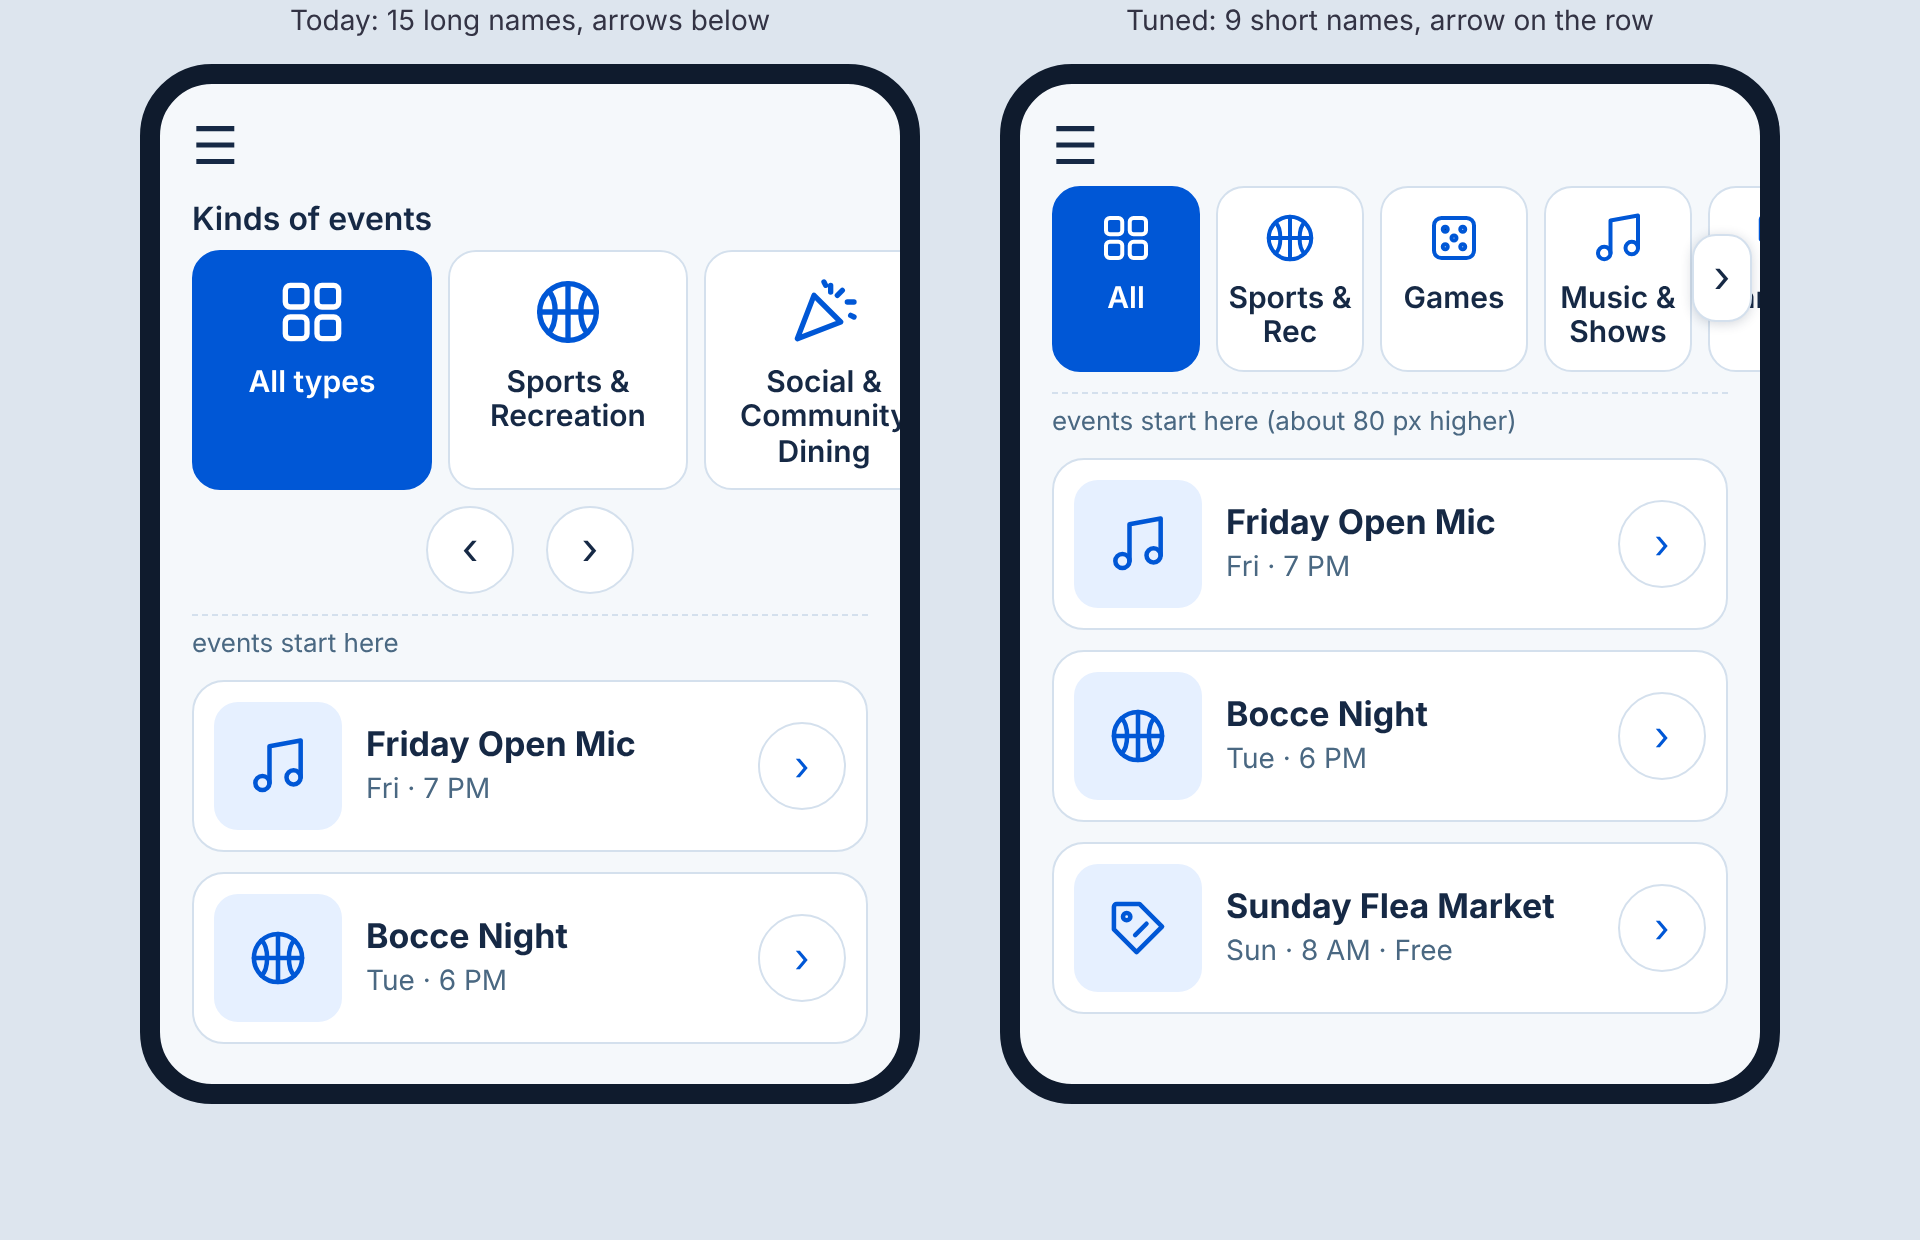 Today: 15 long names, arrows below
Kinds of events
All types
Sports &
Recreation
Social &
Community
Dining
events start here
Friday Open Mic
Fri · 7 PM
Bocce Night
Tue · 6 PM
Tuned: 9 short names, arrow on the row
All
Sports &
Rec
Games
Music &
Shows
events start here (about 80 px higher)
Friday Open Mic
Fri · 7 PM
Bocce Night
Tue · 6 PM
Sunday Flea Market
Sun · 8 AM · Free